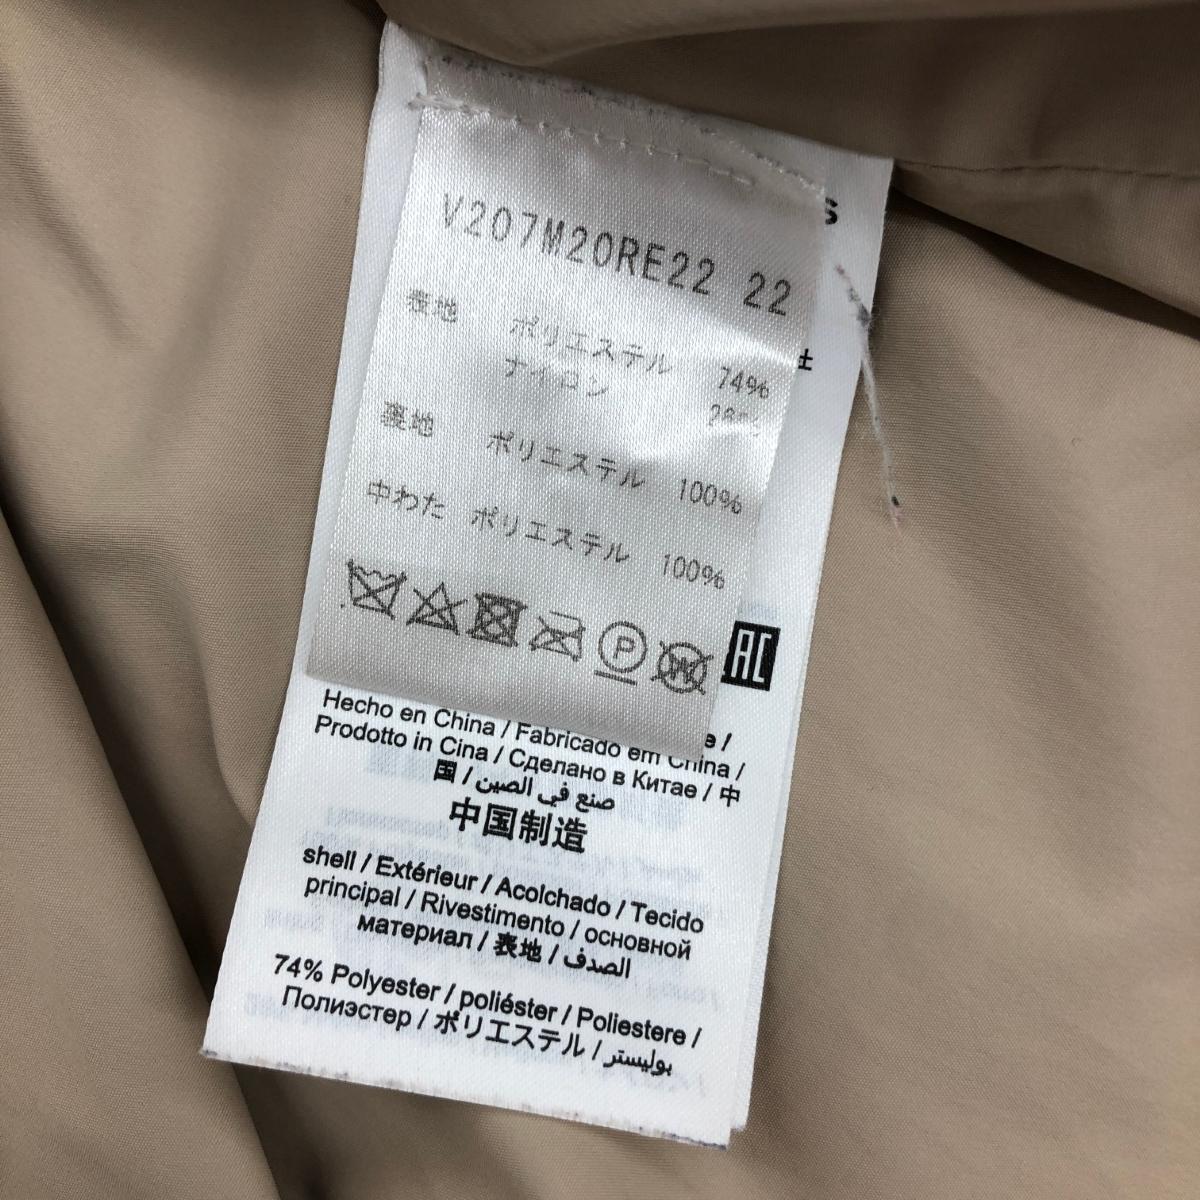 V207M20RE22 22
表地 ポリエステル 74%
ナイロン
裏地 ポリエステル 100%
中わた ポリエステル 100%
P
W
s
社
EAC
Hecho en China / Fabricado em China /
Prodotto in Cina / Сделано в Китае / 中
国 / صنع في الصين
中国制造
shell / Extérieur / Acolchado / Tecido
principal / Rivestimento / основной
материал / 表地 / الصدف
74% Polyester / poliéster / Poliestere /
Полиэстер / ポリエステル / بوليستر